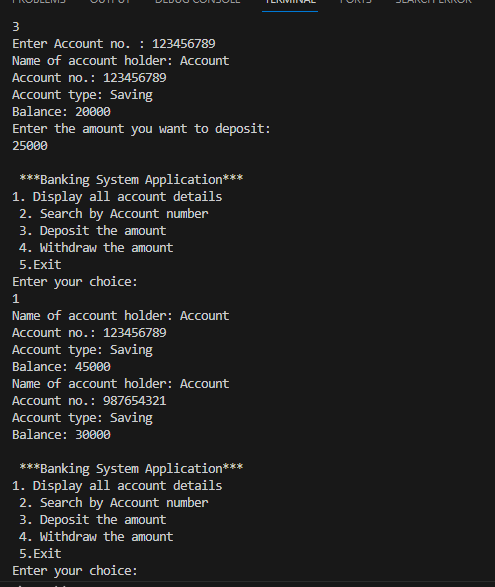 PROBLEMS OUTPUT DEBUG CONSOLE TERMINAL PORTS SEARCH ERROR
3
Enter Account no. : 123456789
Name of account holder: Account
Account no.: 123456789
Account type: Saving
Balance: 20000
Enter the amount you want to deposit:
25000
***Banking System Application***
1. Display all account details
2. Search by Account number
3. Deposit the amount
4. Withdraw the amount
5.Exit
Enter your choice:
1
Name of account holder: Account
Account no.: 123456789
Account type: Saving
Balance: 45000
Name of account holder: Account
Account no.: 987654321
Account type: Saving
Balance: 30000
***Banking System Application***
1. Display all account details
2. Search by Account number
3. Deposit the amount
4. Withdraw the amount
5.Exit
Enter your choice: